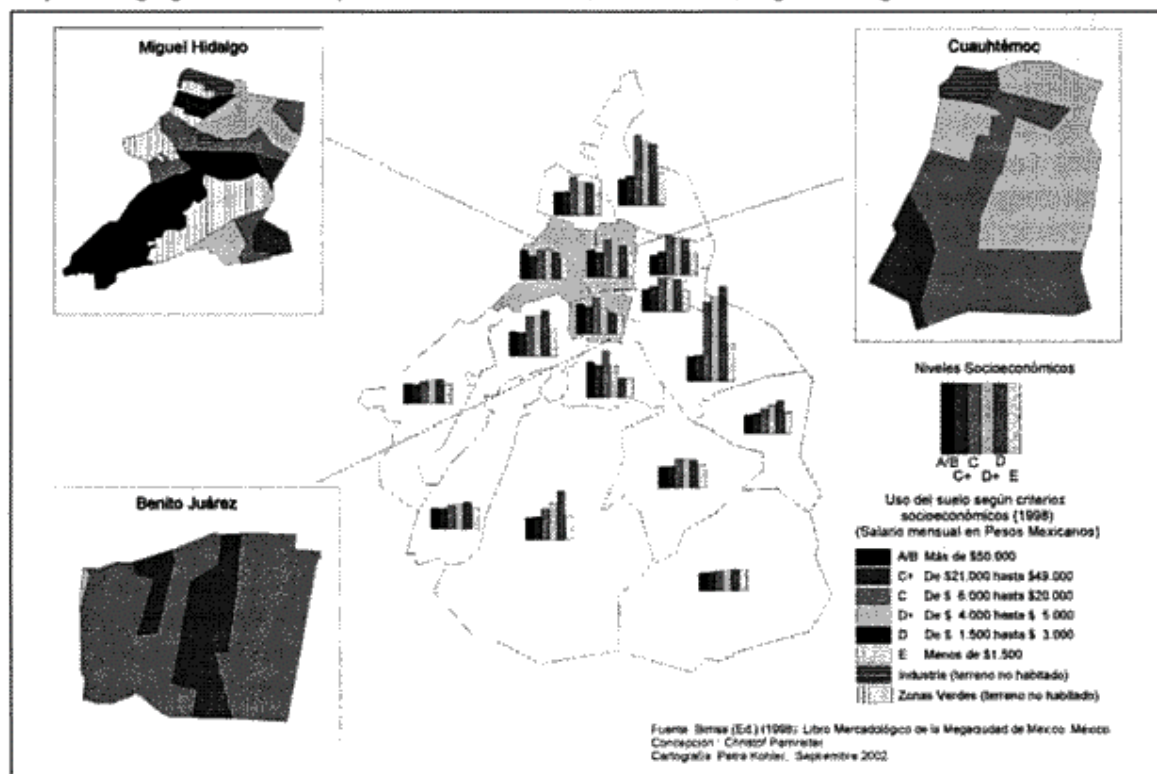 Miguel Hidalgo
Cuauhtémoc
Benito Juárez
Niveles Socioeconómicos
A/B C D
C+ D+ E
Uso del suelo según criterios
socioeconómicos (1998)
(Salario mensual en Pesos Mexicanos)
A/B Más de $50.000
C+ De $21.000 hasta $49.000
C De $ 6.000 hasta $20.000
D+ De $ 4.000 hasta $ 5.000
D De $ 1.500 hasta $ 3.000
E Menos de $1.500
Industria (terreno no habitado)
Zonas Verdes (terreno no habitado)
Fuente (Ed.) (1998): Libro Mercadológico de la Megaciudad de México. México.
Concepción: Christof Parnreiter
Cartografía: Petra Kohler, Septiembre 2002